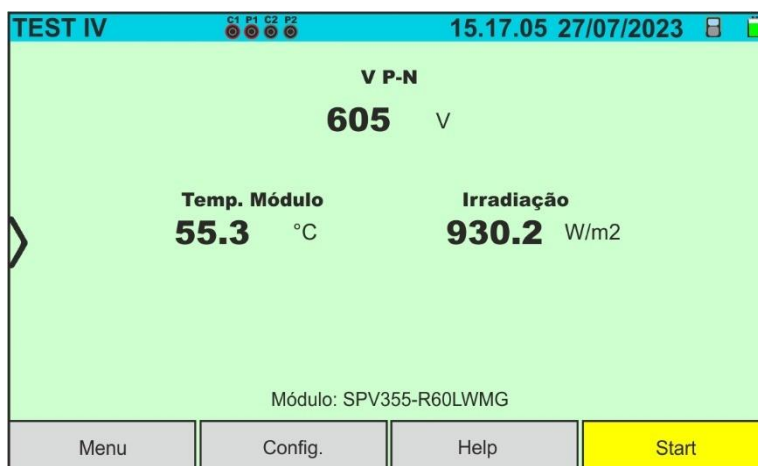 TEST IV C1 P1 C2 P2 15.17.05 27/07/2023
V P-N
605 V
Temp. Módulo Irradiação
55.3 °C 930.2 W/m2
Módulo: SPV355-R60LWMG
Menu Config. Help Start